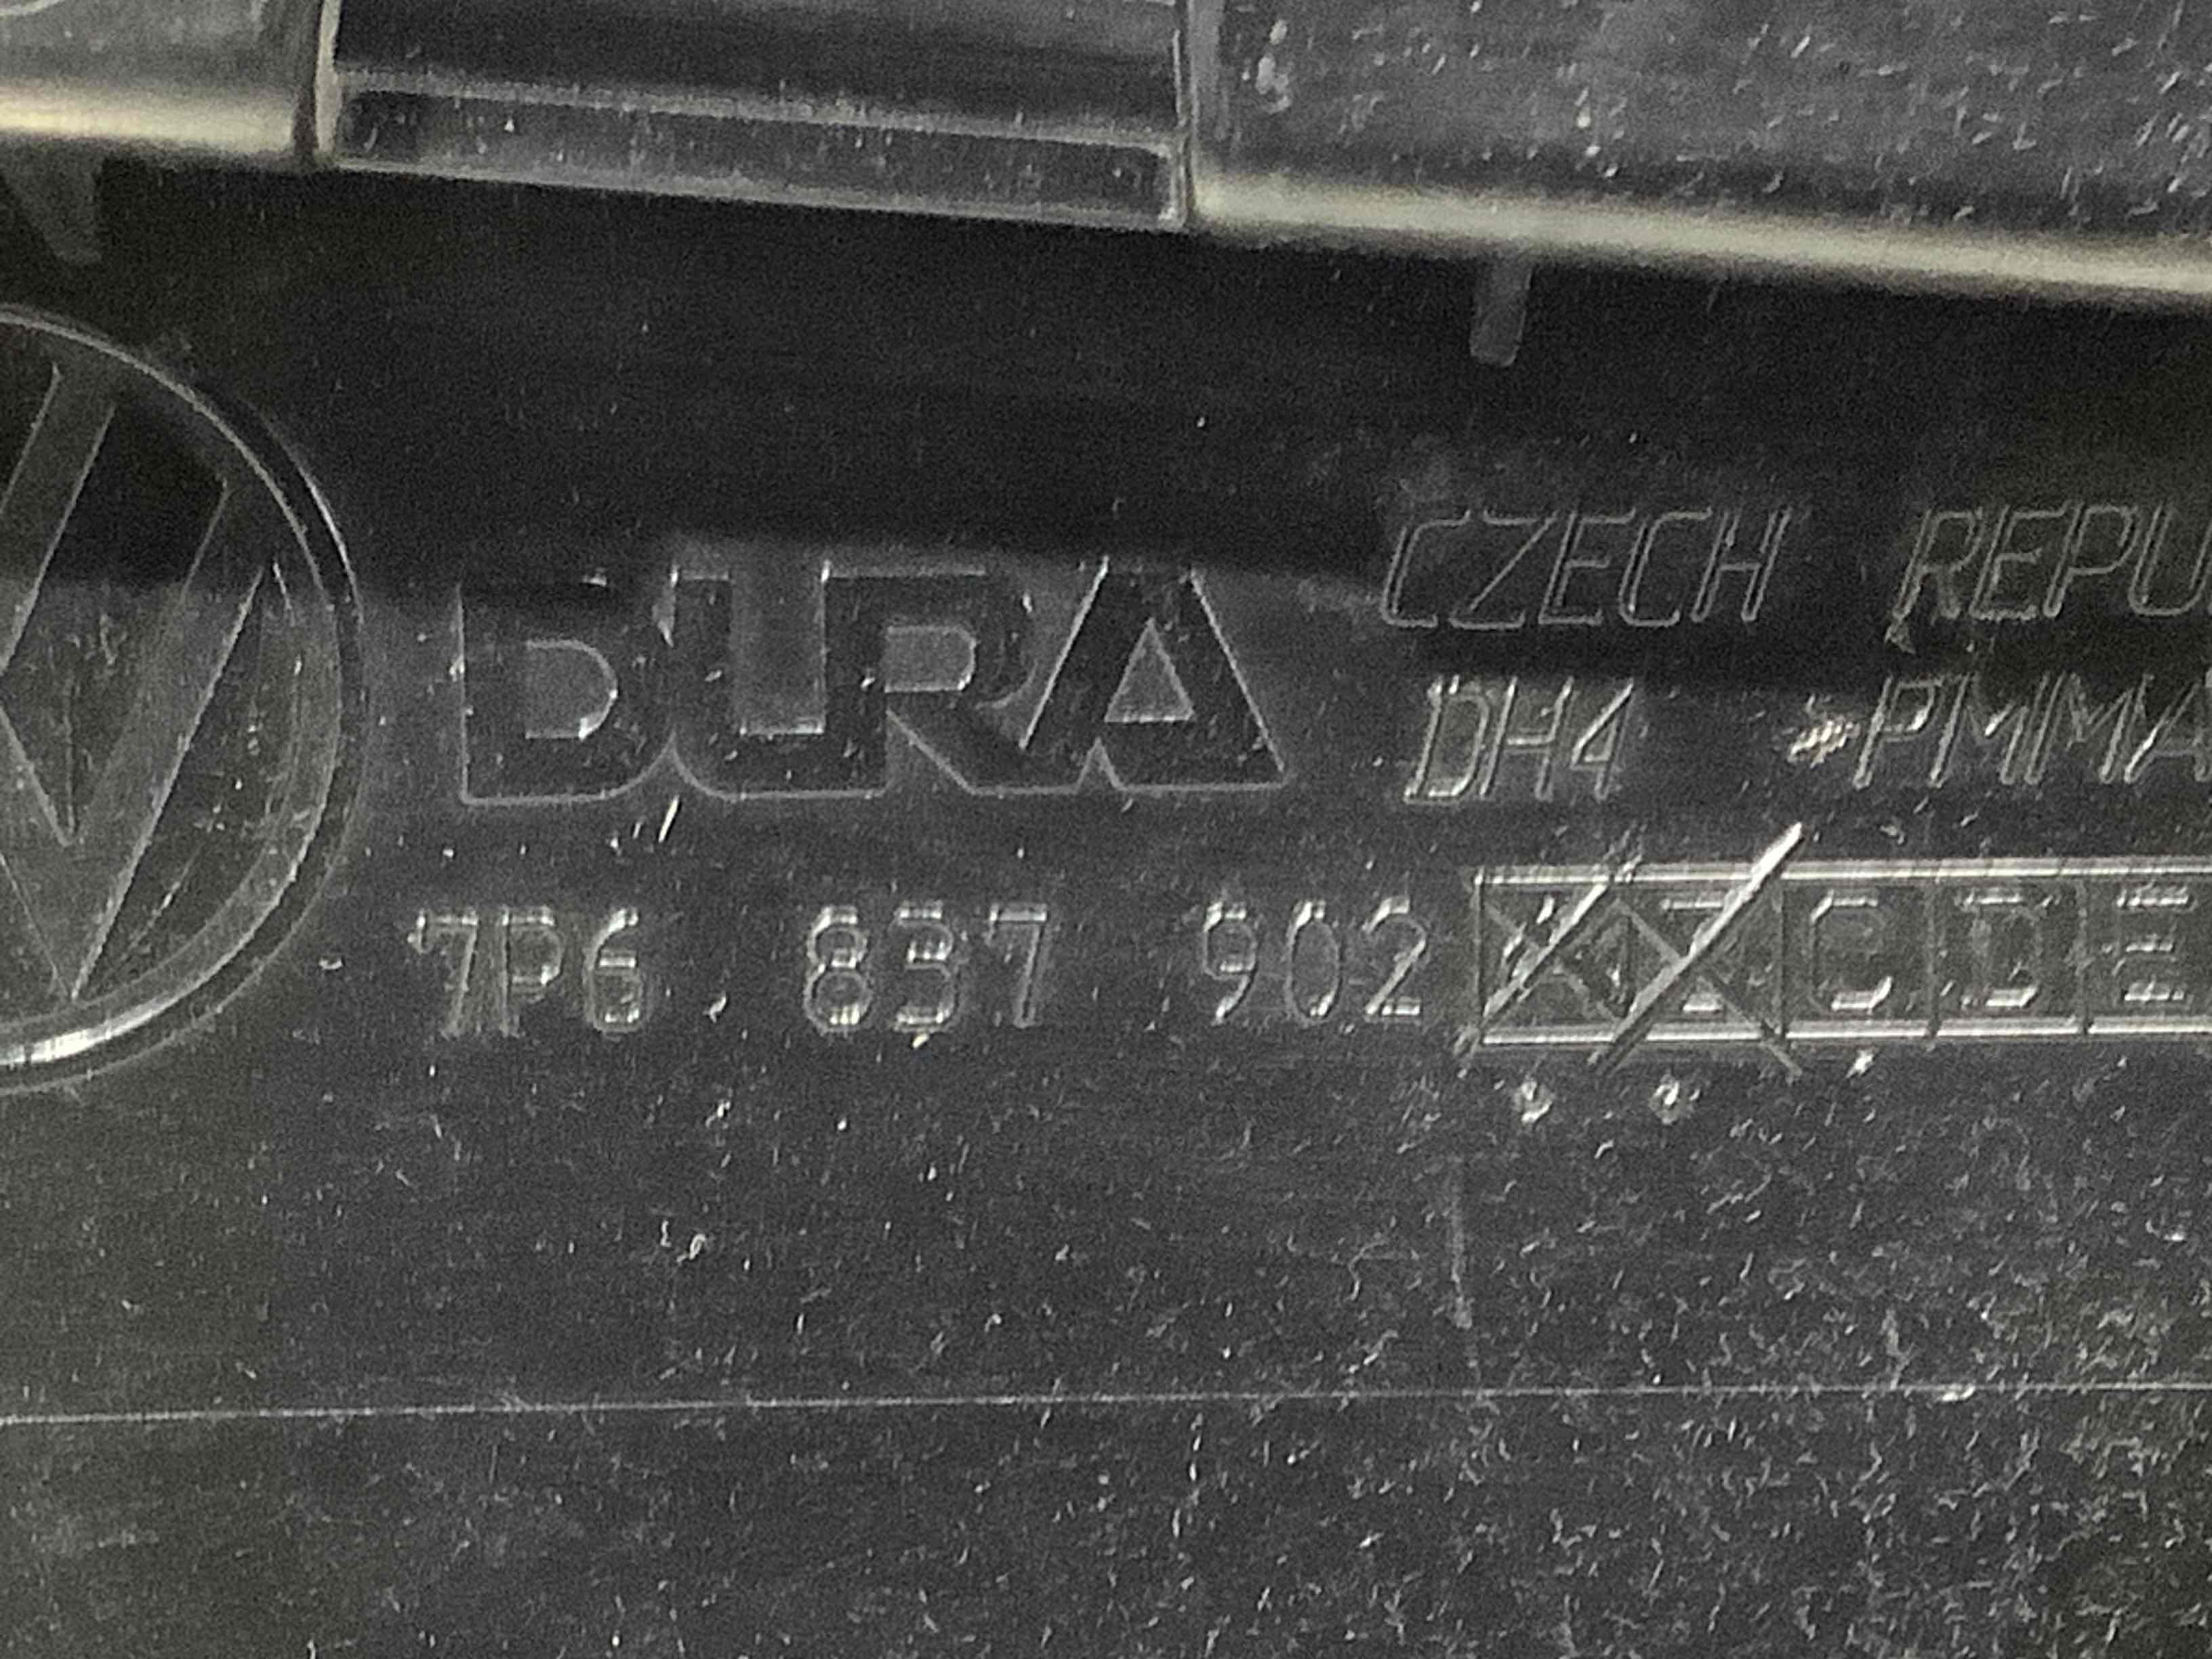 DURA
CZECH REPU
DH4 *PMMA
7P6 837 902 C D E